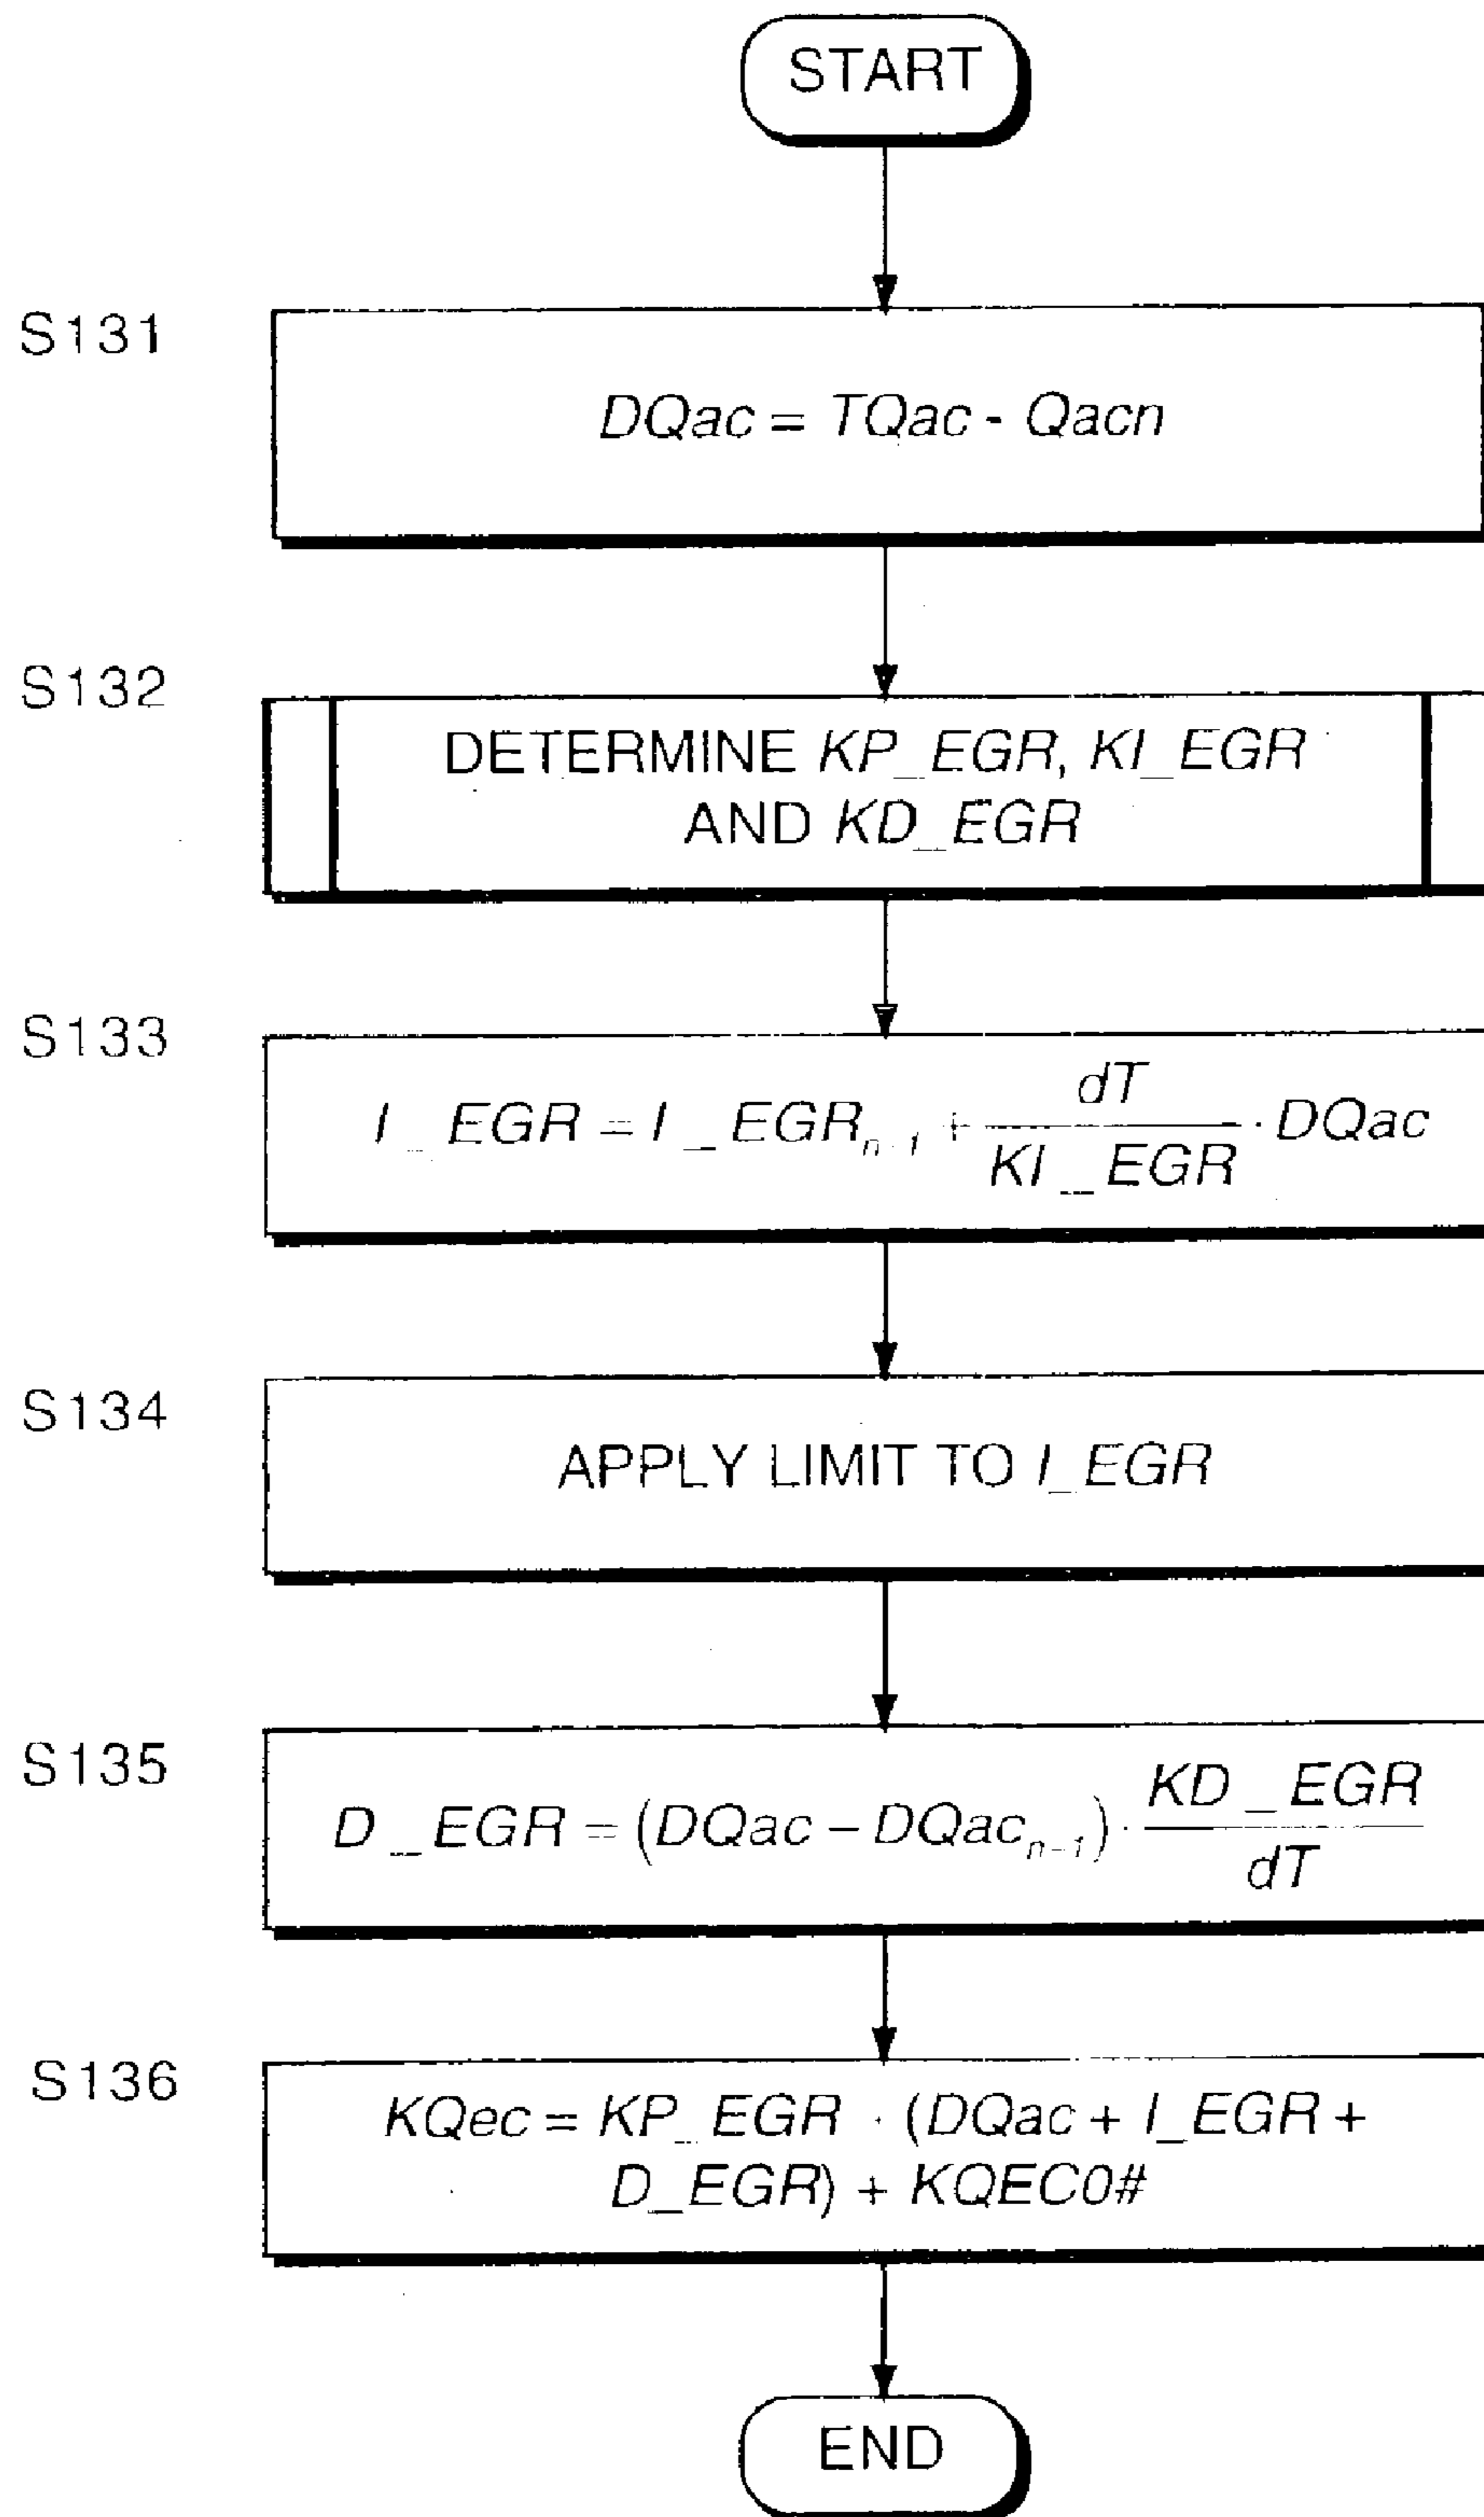 START
S131
DQac = TQac - Qacn
S132
DETERMINE KP_EGR, KI_EGR
AND KD_EGR
S133
I_EGR = I_EGRₙ₋₁ + dT / KI_EGR · DQac
S134
APPLY LIMIT TO I_EGR
S135
D_EGR = (DQac – DQacₙ₋₁) · KD_EGR / dT
S136
KQec = KP_EGR · (DQac + I_EGR +
D_EGR) + KQEC0#
END